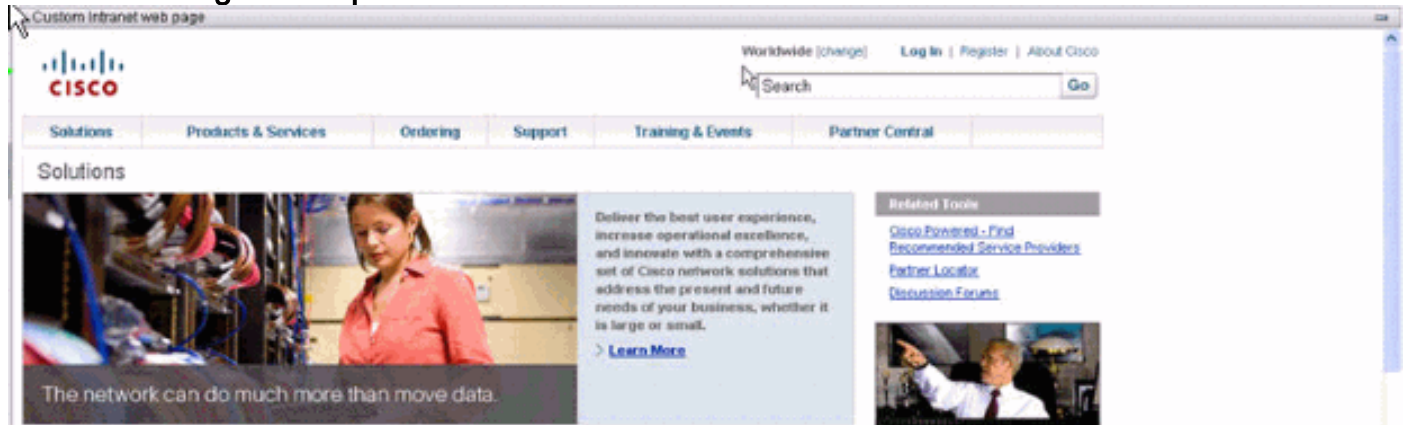 Custom Intranet web page
Worldwide [change] Log In | Register | About Cisco
CISCO
Search Go
Solutions Products & Services Ordering Support Training & Events Partner Central
Solutions
Deliver the best user experience,
increase operational excellence,
and innovate with a comprehensive
set of Cisco network solutions that
address the present and future
needs of your business, whether it
is large or small.
> Learn More
The network can do much more than move data.
Related Tools
Cisco Powered - Find
Recommended Service Providers
Partner Locator
Discussion Forums